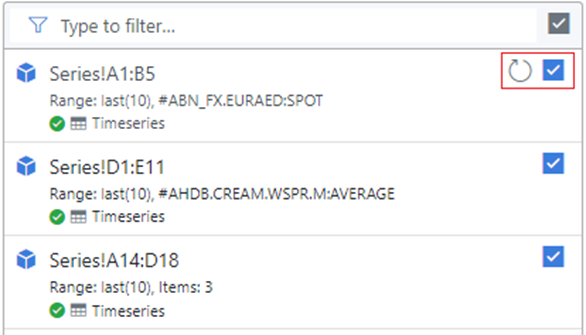 Type to filter...
Series!A1:B5
Range: last(10), #ABN_FX.EURAED:SPOT
Timeseries
Series!D1:E11
Range: last(10), #AHDB.CREAM.WSPR.M:AVERAGE
Timeseries
Series!A14:D18
Range: last(10), Items: 3
Timeseries